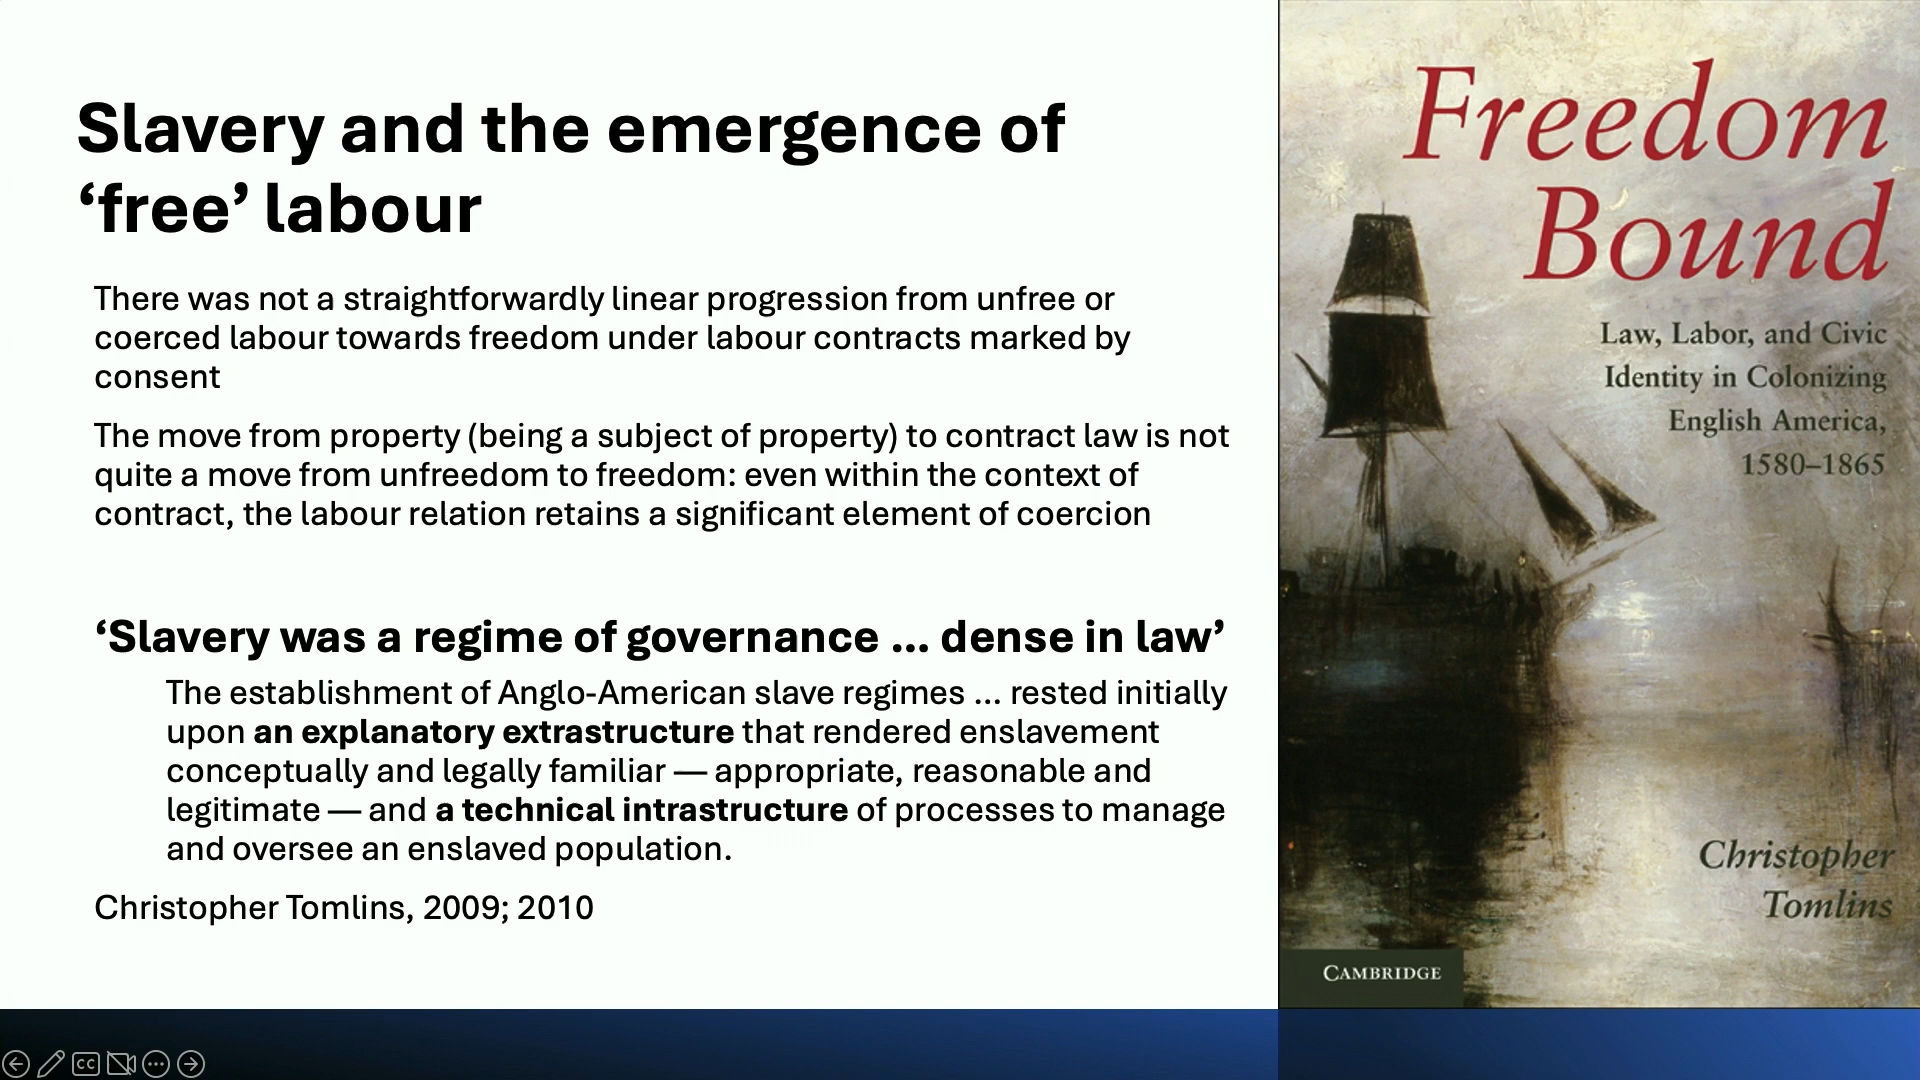 Slavery and the emergence of
‘free’ labour
There was not a straightforwardly linear progression from unfree or
coerced labour towards freedom under labour contracts marked by
consent
The move from property (being a subject of property) to contract law is not
quite a move from unfreedom to freedom: even within the context of
contract, the labour relation retains a significant element of coercion
‘Slavery was a regime of governance ... dense in law’
The establishment of Anglo-American slave regimes ... rested initially
upon an explanatory extrastructure that rendered enslavement
conceptually and legally familiar — appropriate, reasonable and
legitimate — and a technical intrastructure of processes to manage
and oversee an enslaved population.
Christopher Tomlins, 2009; 2010
Freedom
Bound
Law, Labor, and Civic
Identity in Colonizing
English America,
1580–1865
Christopher
Tomlins
CAMBRIDGE
CC